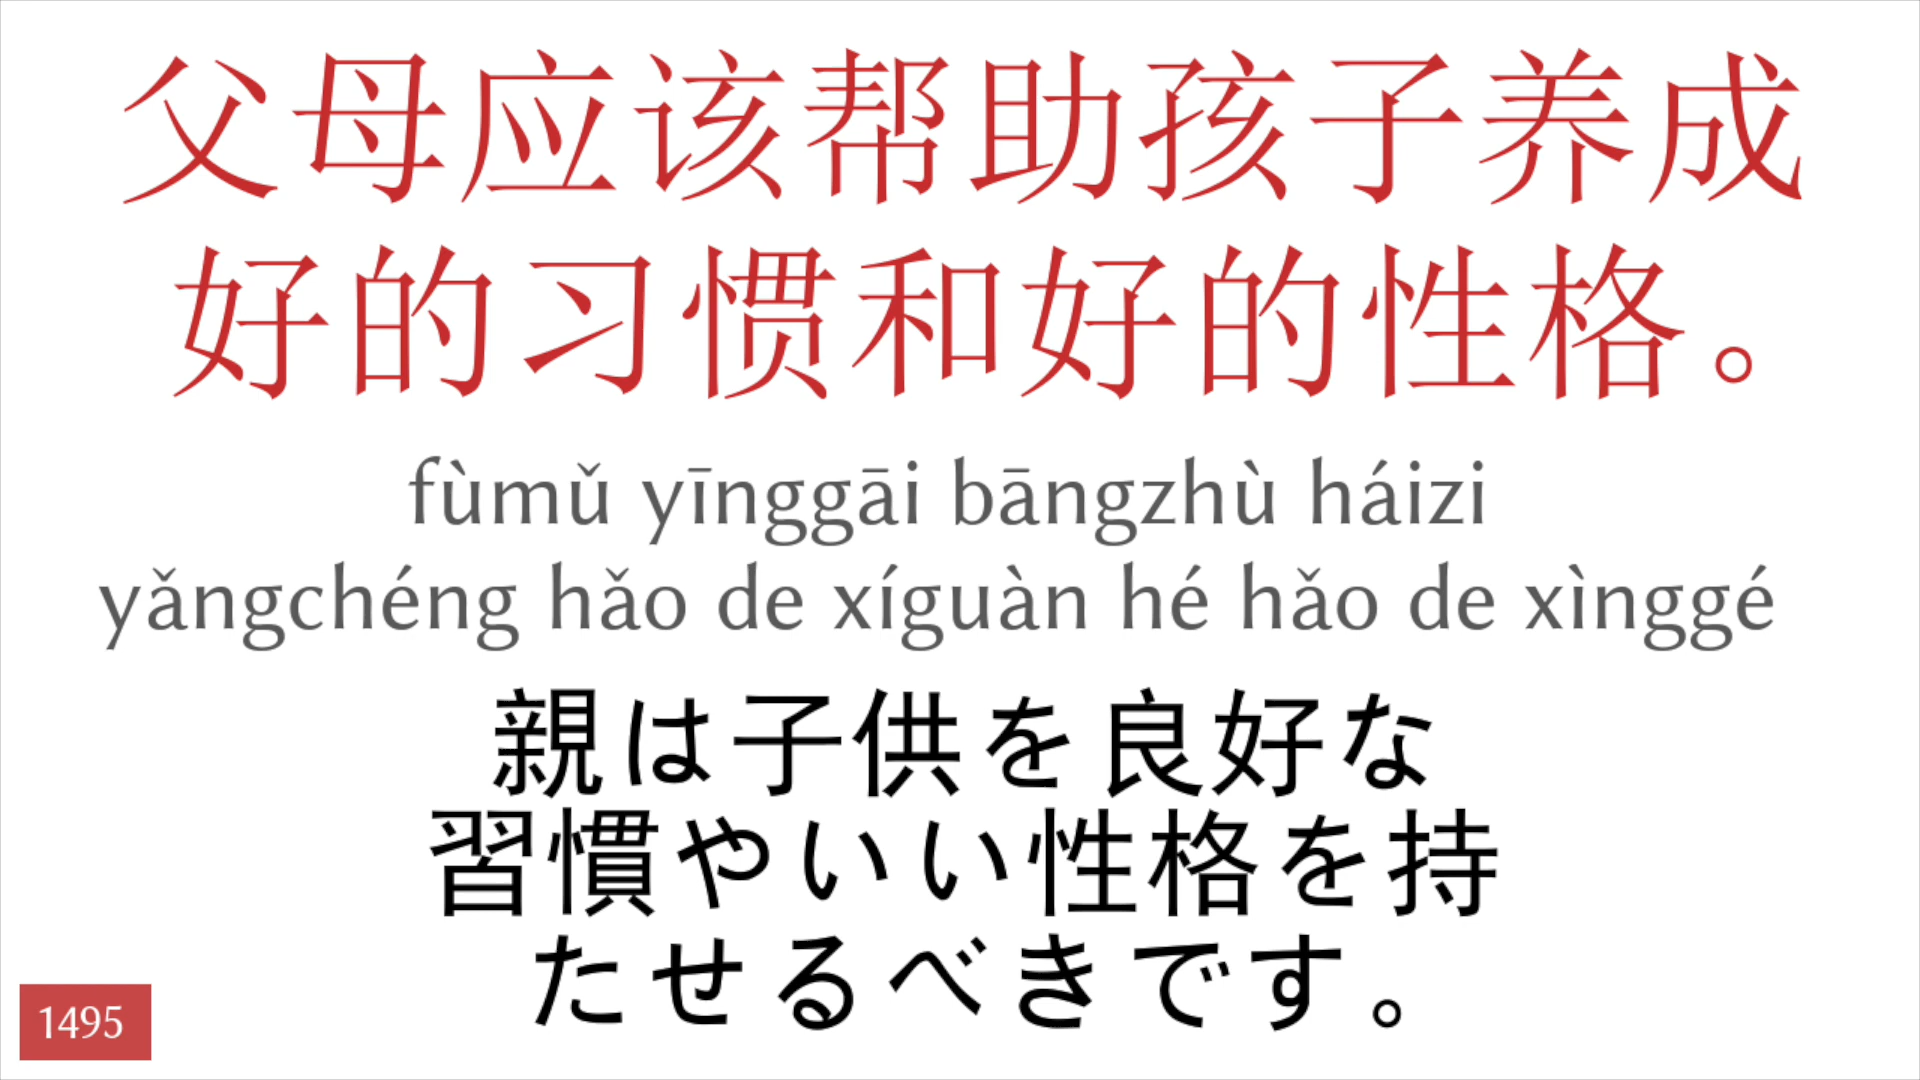 父母应该帮助孩子养成
好的习惯和好的性格。
fùmǔ yīnggāi bāngzhù háizi
yǎngchéng hǎo de xíguàn hé hǎo de xìnggé
親は子供を良好な
習慣やいい性格を持
たせるべきです。
1495